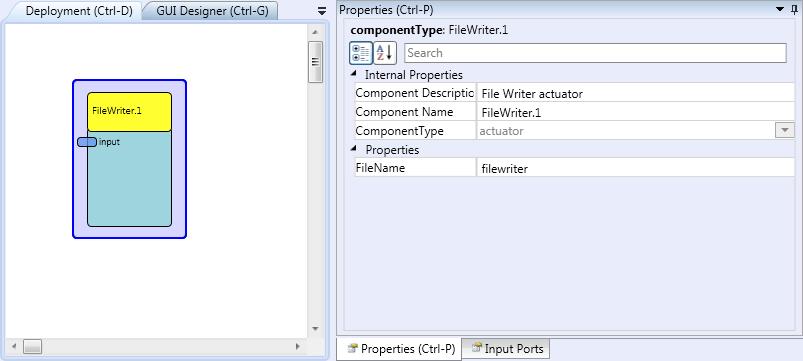 Deployment (Ctrl-D)
GUI Designer (Ctrl-G)
FileWriter.1
input
Properties (Ctrl-P)
componentType: FileWriter.1
A
Z
Search
Internal Properties
Component Descriptio File Writer actuator
Component Name FileWriter.1
ComponentType actuator
Properties
FileName filewriter
Properties (Ctrl-P)
Input Ports